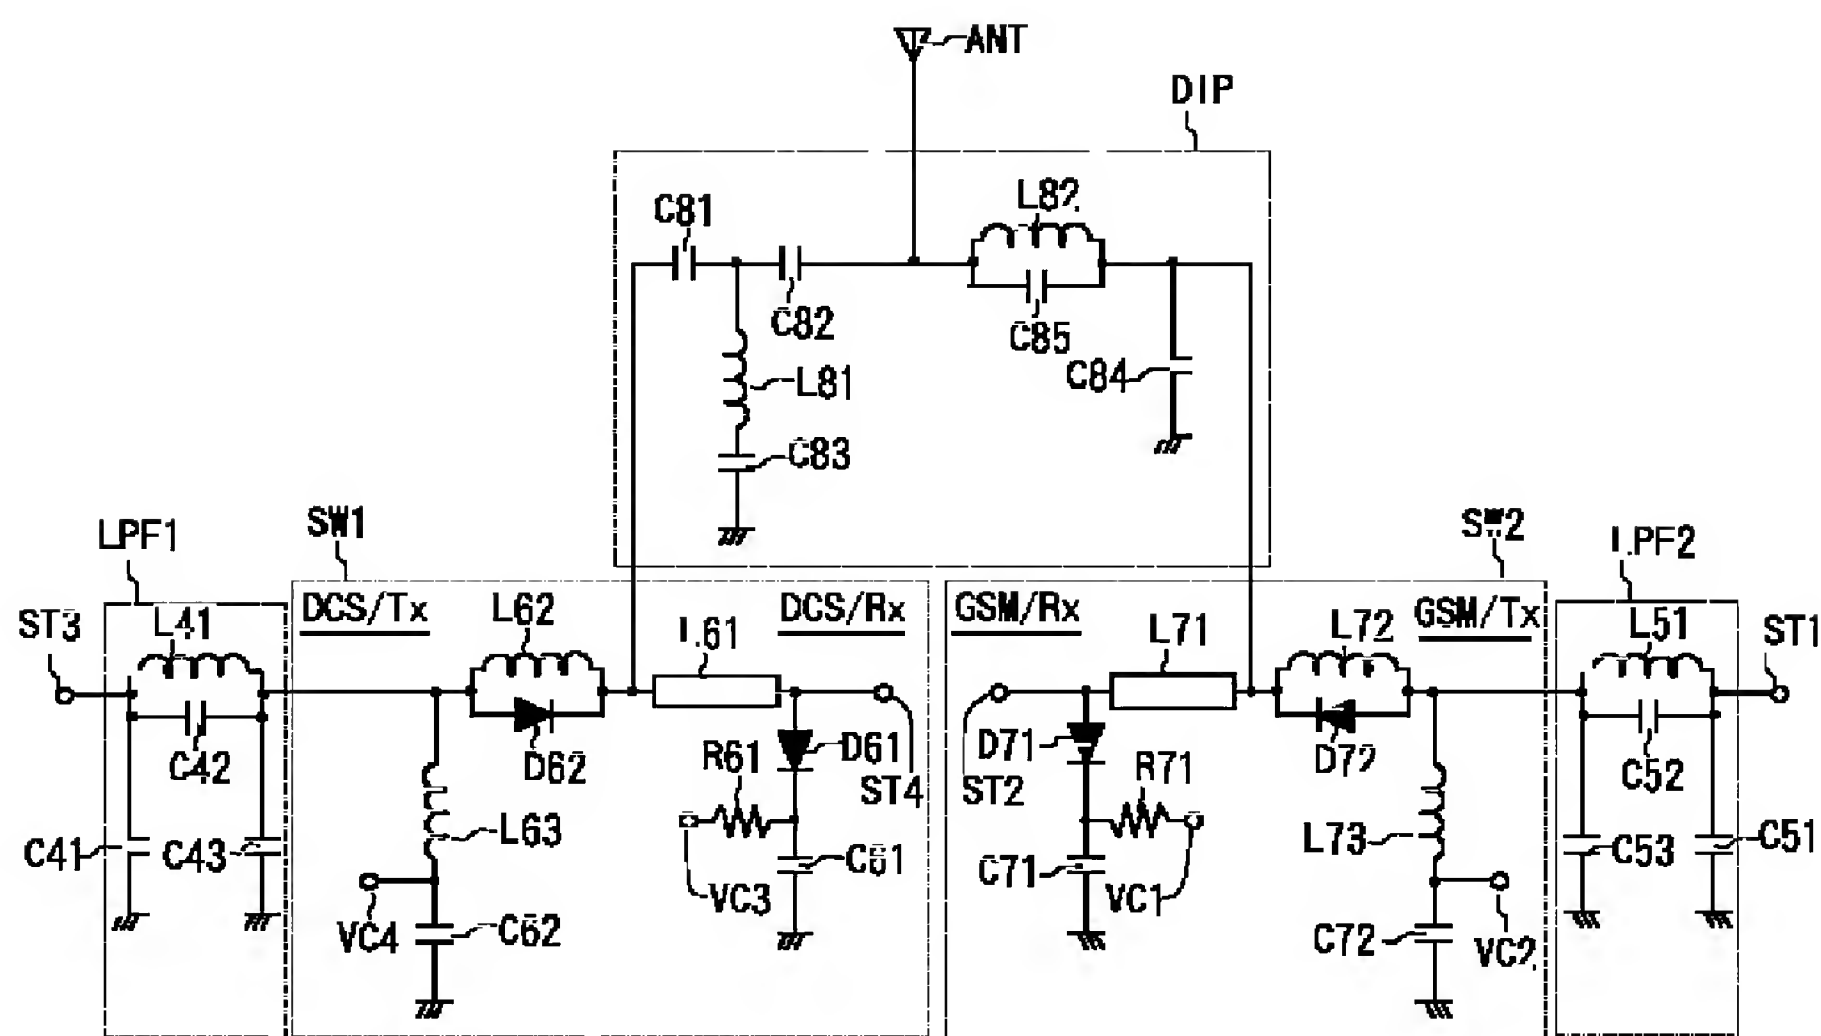 ANT
DIP
L82
C81
C82
C85
C84
L81
C83
LPF1
SW1
SW2
LPF2
ST3
L41
DCS/Tx
L62
L61
DCS/Rx
GSM/Rx
L71
L72
GSM/Tx
L51
ST1
C42
D62
R61
D61
ST4
ST2
D71
R71
D72
C52
C41
C43
L63
C61
C71
L73
C53
C51
VC3
VC1
VC4
C62
C72
VC2